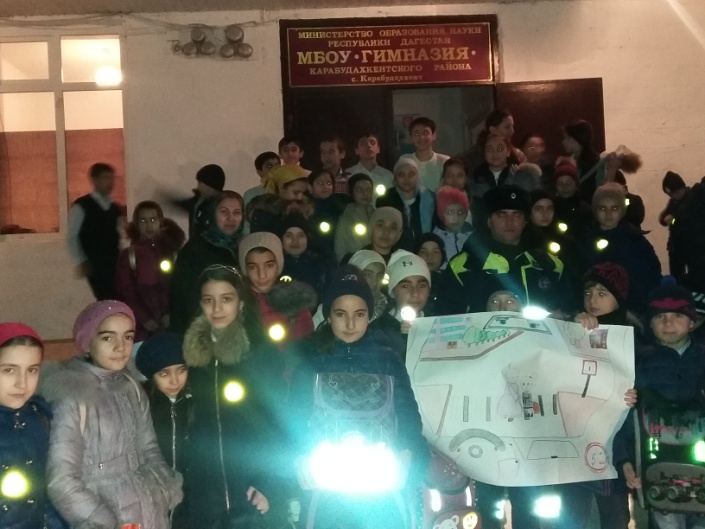 МИНИСТЕРСТВО ОБРАЗОВАНИЯ, НАУКИ
РЕСПУБЛИКИ ДАГЕСТАН
МБОУ • ГИМНАЗИЯ •
КАРАБУДАХКЕНТСКОГО РАЙОНА
с. Карабудахкент